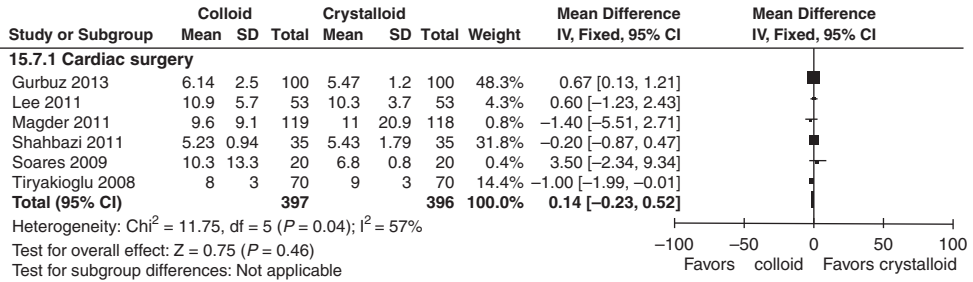 Colloid Crystalloid Mean Difference Mean Difference
Study or Subgroup Mean SD Total Mean SD Total Weight IV, Fixed, 95% CI IV, Fixed, 95% CI
15.7.1 Cardiac surgery
Gurbuz 2013 6.14 2.5 100 5.47 1.2 100 48.3% 0.67 [0.13, 1.21]
Lee 2011 10.9 5.7 53 10.3 3.7 53 4.3% 0.60 [–1.23, 2.43]
Magder 2011 9.6 9.1 119 11 20.9 118 0.8% –1.40 [–5.51, 2.71]
Shahbazi 2011 5.23 0.94 35 5.43 1.79 35 31.8% –0.20 [–0.87, 0.47]
Soares 2009 10.3 13.3 20 6.8 0.8 20 0.4% 3.50 [–2.34, 9.34]
Tiryakioglu 2008 8 3 70 9 3 70 14.4% –1.00 [–1.99, –0.01]
Total (95% CI) 397 396 100.0% 0.14 [–0.23, 0.52]
Heterogeneity: Chi² = 11.75, df = 5 (P = 0.04); I² = 57%
Test for overall effect: Z = 0.75 (P = 0.46)
Test for subgroup differences: Not applicable
–100 –50 0 50 100
Favors colloid Favors crystalloid